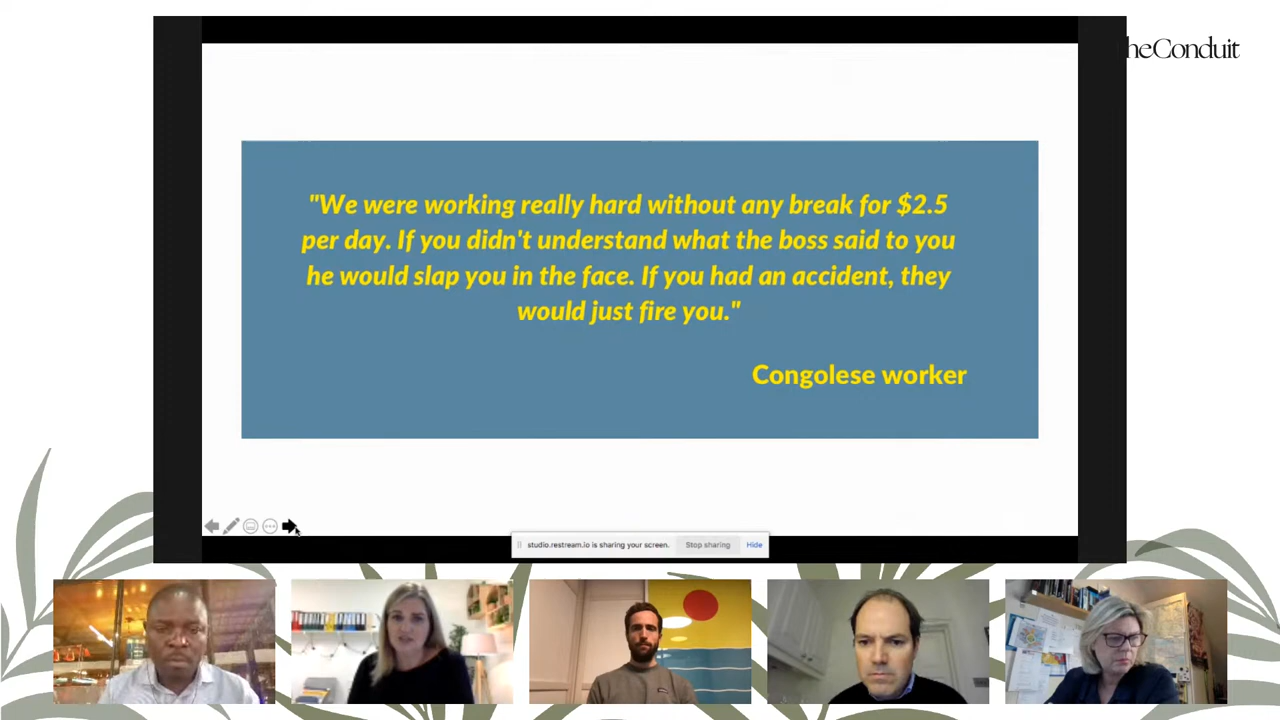 TheConduit
"We were working really hard without any break for $2.5
per day. If you didn't understand what the boss said to you
he would slap you in the face. If you had an accident, they
would just fire you."
Congolese worker
studio.restream.io is sharing your screen. Stop sharing Hide